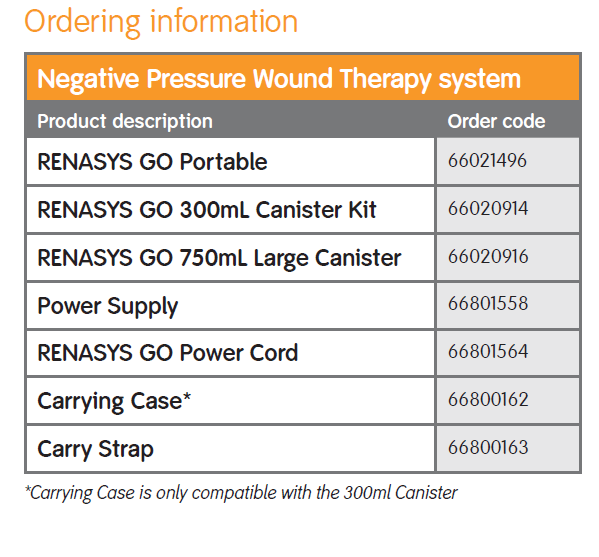 Ordering information
Negative Pressure Wound Therapy system
Product description Order code
RENASYS GO Portable 66021496
RENASYS GO 300mL Canister Kit 66020914
RENASYS GO 750mL Large Canister 66020916
Power Supply 66801558
RENASYS GO Power Cord 66801564
Carrying Case* 66800162
Carry Strap 66800163
*Carrying Case is only compatible with the 300ml Canister